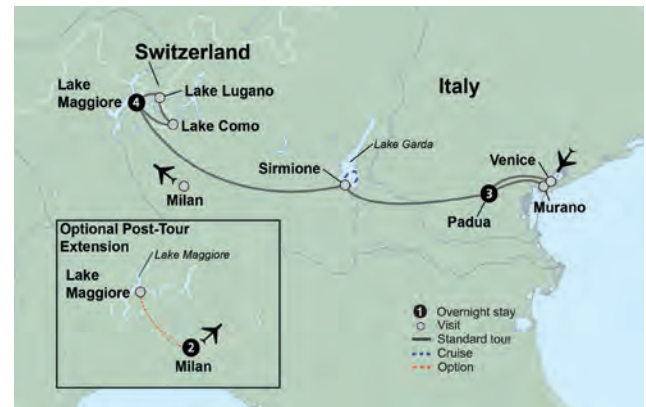 Switzerland
Italy
Lake
Maggiore
4
Lake Lugano
Lake Como
Lake Garda
Sirmione
Venice
3
Murano
Padua
Milan
Optional Post-Tour
Extension
Lake Maggiore
Lake
Maggiore
2
Milan
1 Overnight stay
Visit
Standard tour
Cruise
Option